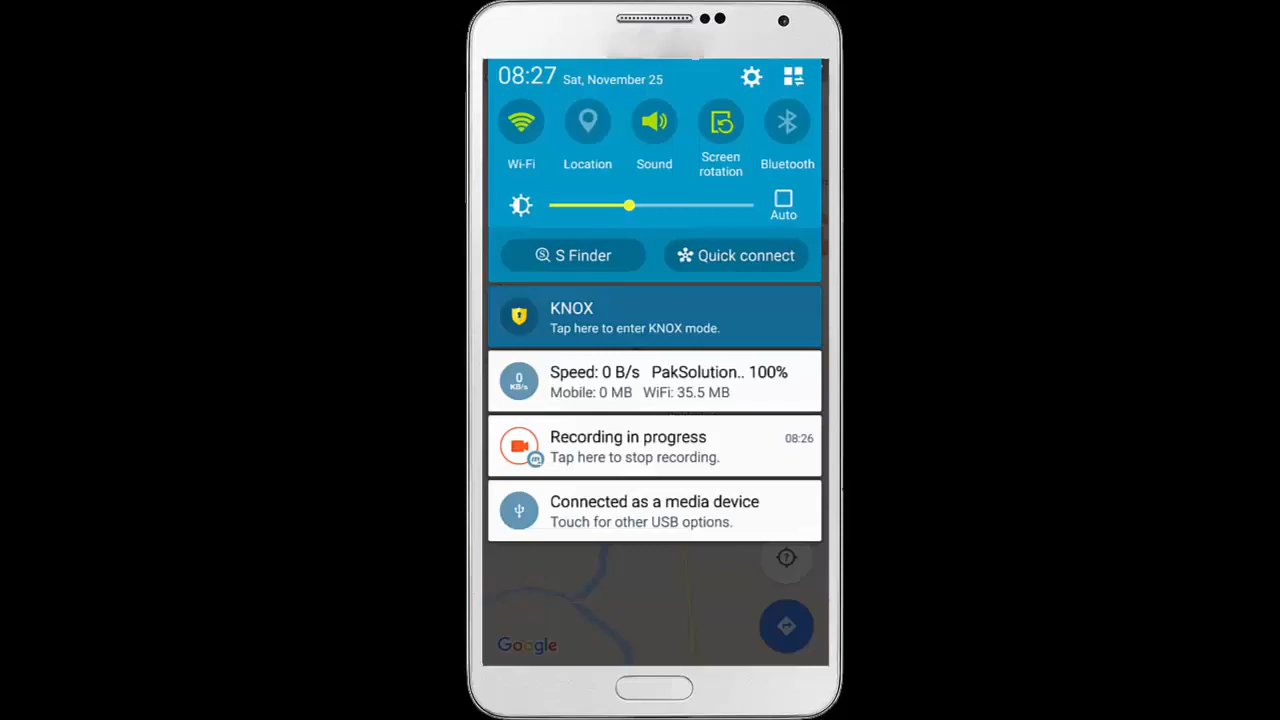 08:27 Sat, November 25
Wi-Fi Location Sound Screen rotation Bluetooth
Auto
S Finder Quick connect
KNOX
Tap here to enter KNOX mode.
0 KB/s
Speed: 0 B/s PakSolution.. 100%
Mobile: 0 MB WiFi: 35.5 MB
Recording in progress 08:26
Tap here to stop recording.
Connected as a media device
Touch for other USB options.
Google